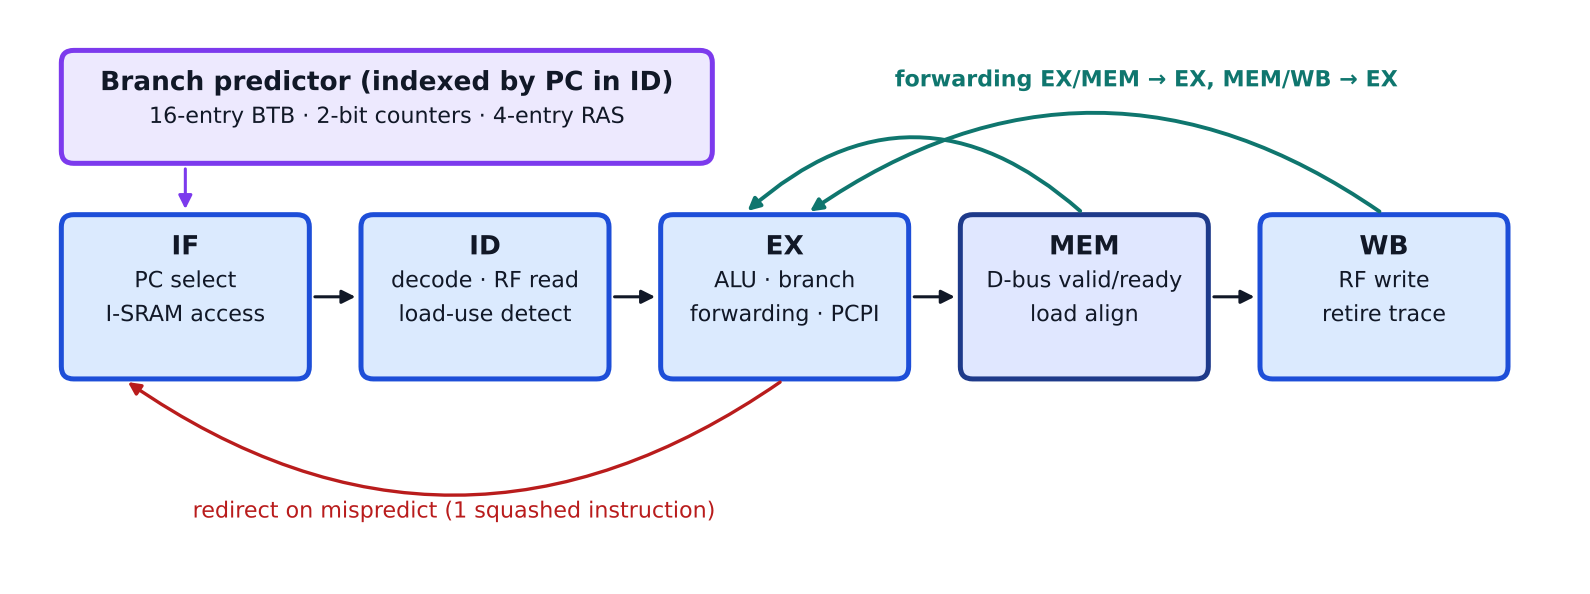 Branch predictor (indexed by PC in ID)
16-entry BTB · 2-bit counters · 4-entry RAS
forwarding EX/MEM → EX, MEM/WB → EX
IF
PC select
I-SRAM access
ID
decode · RF read
load-use detect
EX
ALU · branch
forwarding · PCPI
MEM
D-bus valid/ready
load align
WB
RF write
retire trace
redirect on mispredict (1 squashed instruction)